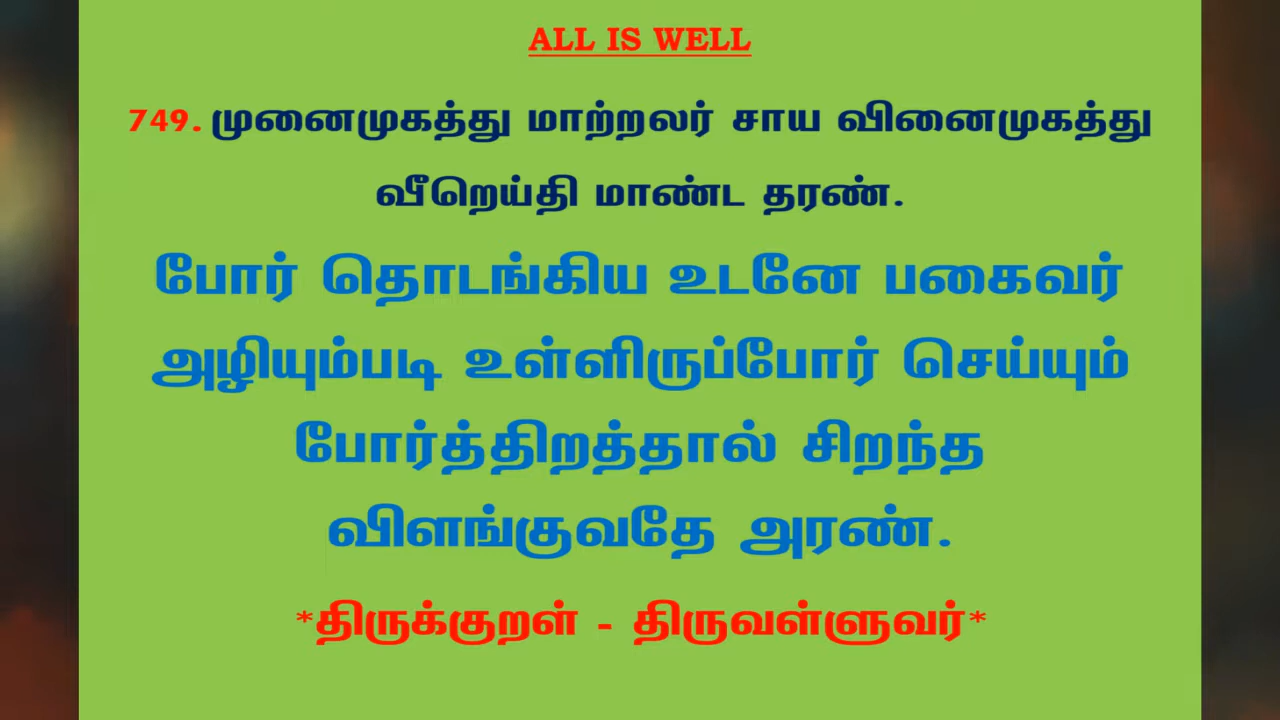 ALL IS WELL
749. முனைமுகத்து மாற்றலர் சாய வினைமுகத்து
வீறெய்தி மாண்ட தரண்.
போர் தொடங்கிய உடனே பகைவர்
அழியும்படி உள்ளிருப்போர் செய்யும்
போர்த்திறத்தால் சிறந்த
விளங்குவதே அரண்.
*திருக்குறள் - திருவள்ளுவர்*